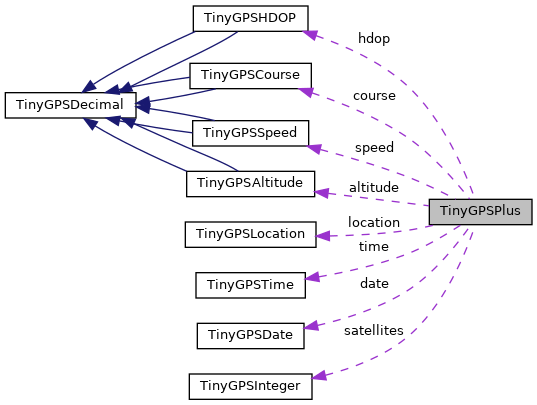 TinyGPSHDOP
hdop
TinyGPSCourse
course
TinyGPSDecimal
TinyGPSSpeed
speed
TinyGPSAltitude
altitude
TinyGPSPlus
TinyGPSLocation
location
time
TinyGPSTime
date
TinyGPSDate
satellites
TinyGPSInteger